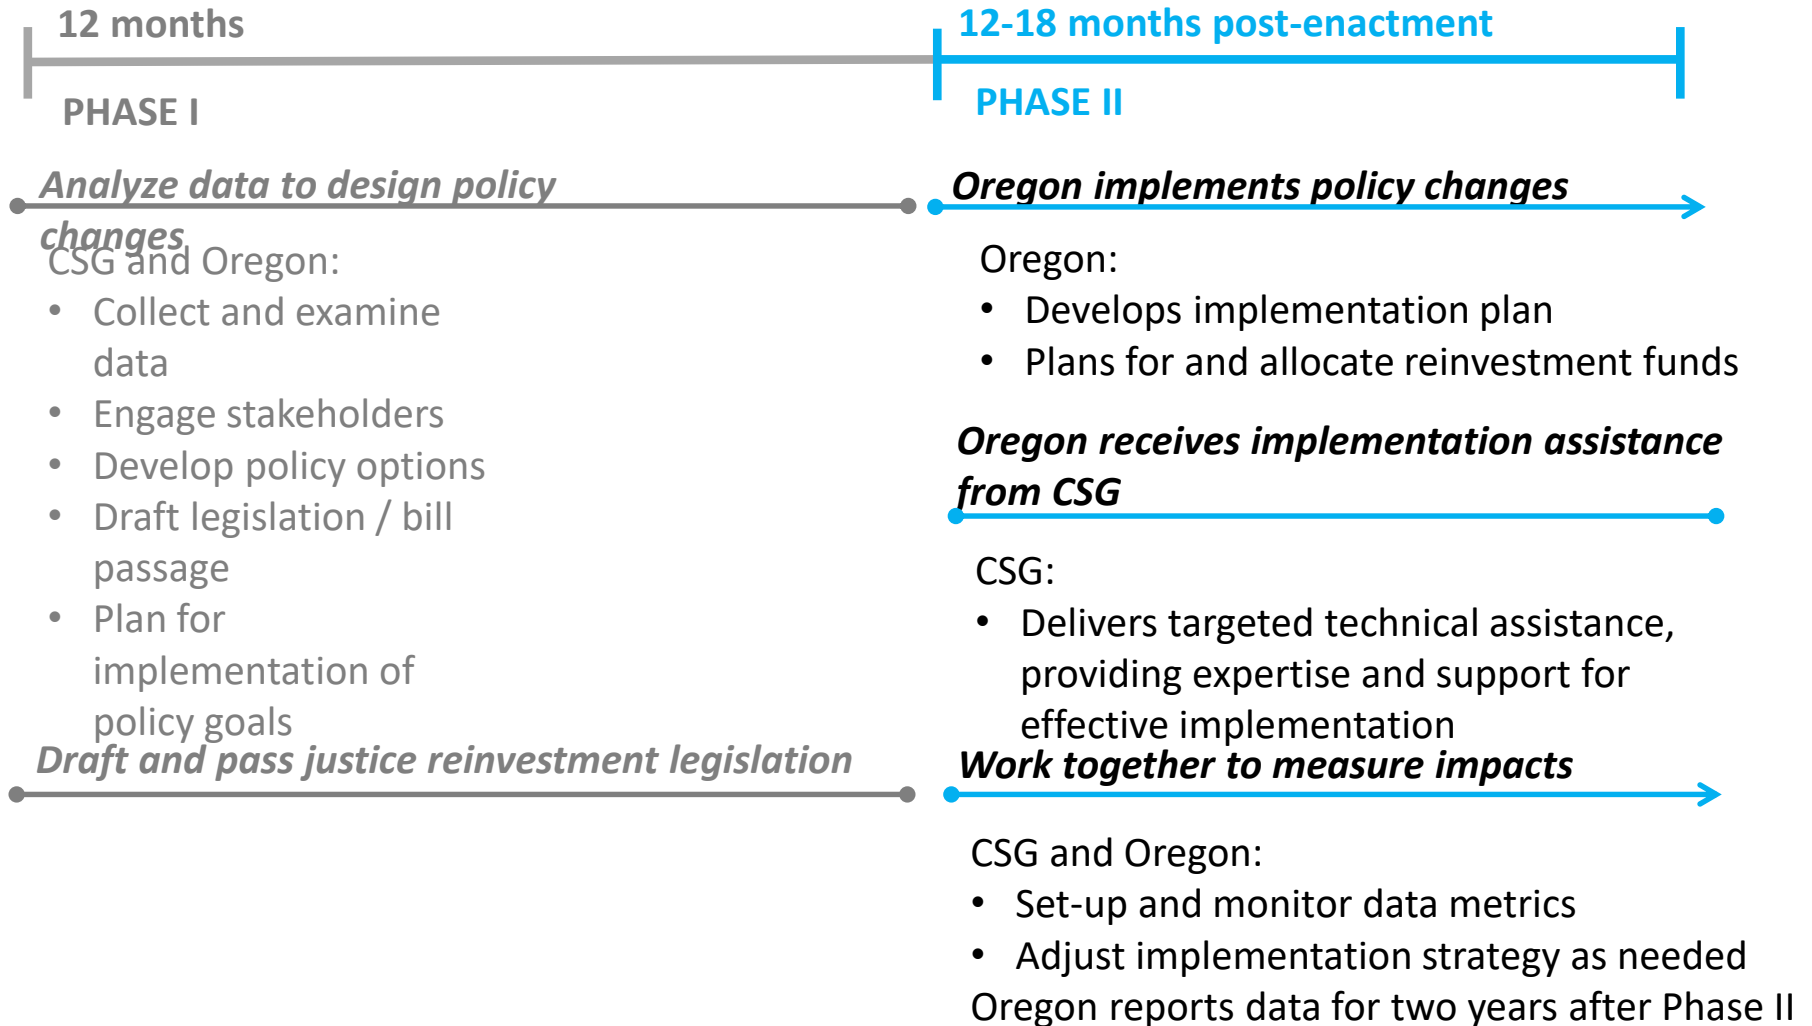 12 months
PHASE I
Analyze data to design policy
changes
CSG and Oregon:
• Collect and examine
data
• Engage stakeholders
• Develop policy options
• Draft legislation / bill
passage
• Plan for
implementation of
policy goals
Draft and pass justice reinvestment legislation
12-18 months post-enactment
PHASE II
Oregon implements policy changes
Oregon:
• Develops implementation plan
• Plans for and allocate reinvestment funds
Oregon receives implementation assistance
from CSG
CSG:
• Delivers targeted technical assistance,
providing expertise and support for
effective implementation
Work together to measure impacts
CSG and Oregon:
• Set-up and monitor data metrics
• Adjust implementation strategy as needed
Oregon reports data for two years after Phase II